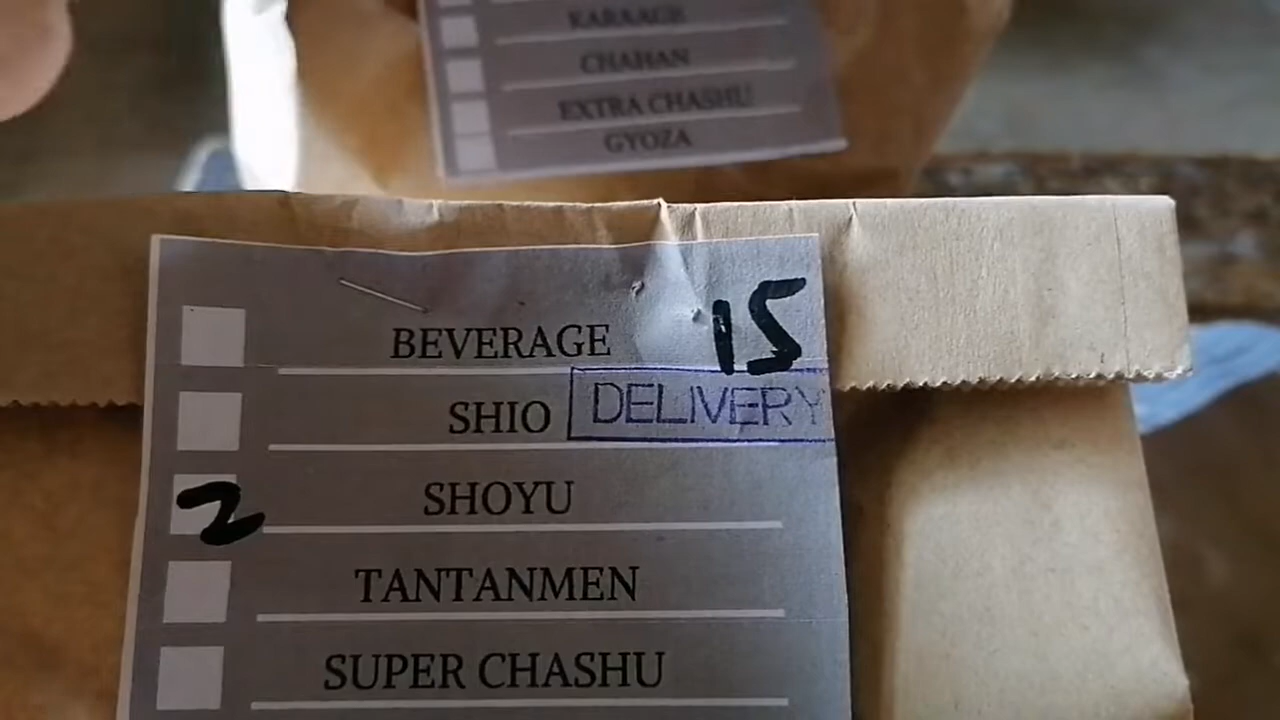 KARAAGE
CHAHAN
EXTRA CHASHU
GYOZA
15
BEVERAGE
SHIO DELIVERY
2 SHOYU
TANTANMEN
SUPER CHASHU